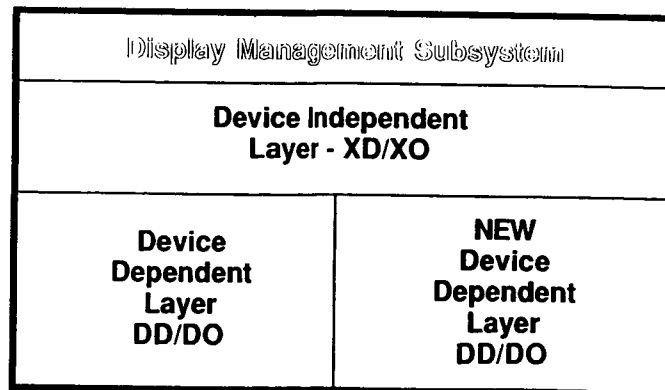 Display Management Subsystem
Device Independent
Layer - XD/XO
Device
Dependent
Layer
DD/DO
NEW
Device
Dependent
Layer
DD/DO